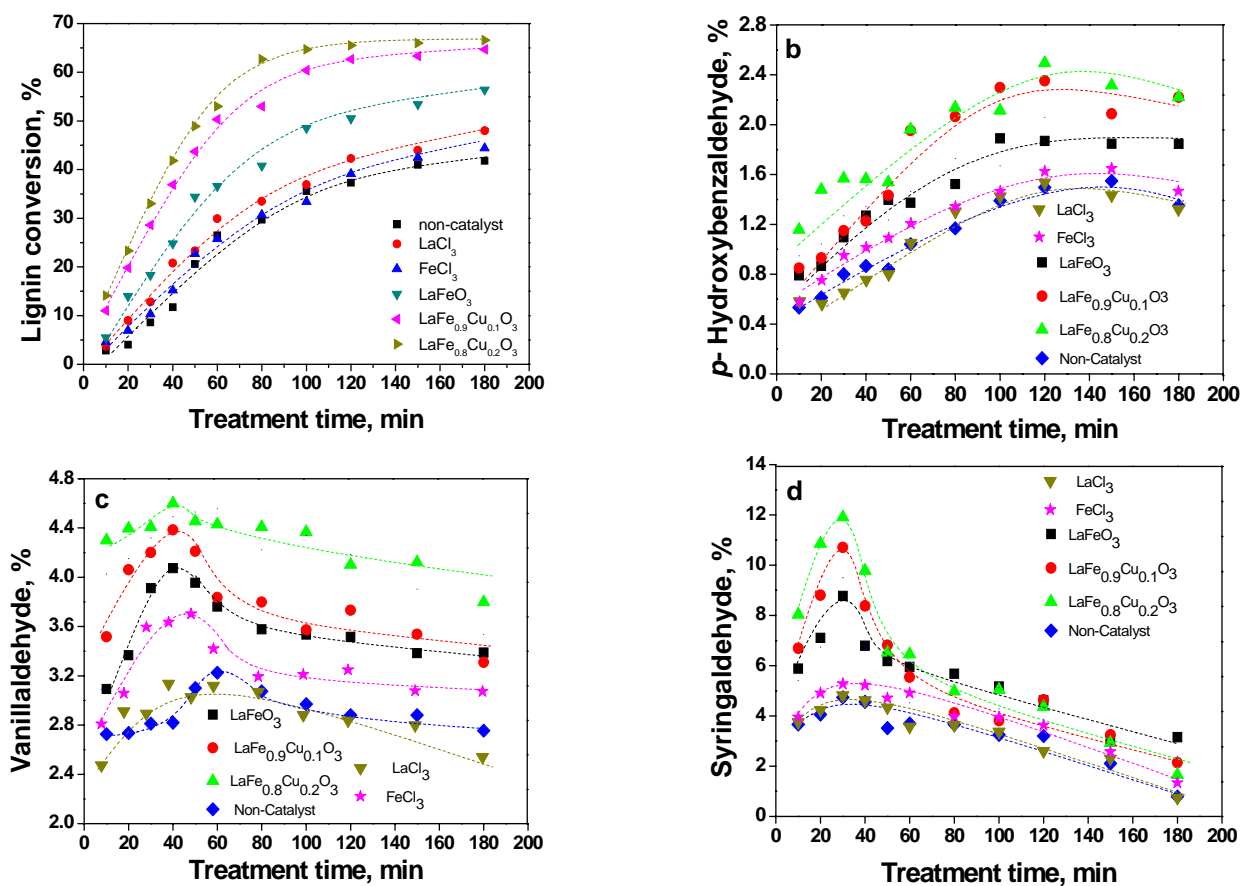 70
60
50
40
30
20
10
0
Lignin conversion, %
non-catalyst
LaCl3
FeCl3
LaFeO3
LaFe0.9Cu0.1O3
LaFe0.8Cu0.2O3
0 20 40 60 80 100 120 140 160 180 200
Treatment time, min
b
2.8
2.4
2.0
1.6
1.2
0.8
0.4
0.0
p- Hydroxybenzaldehyde, %
LaCl3
FeCl3
LaFeO3
LaFe0.9Cu0.1O3
LaFe0.8Cu0.2O3
Non-Catalyst
0 20 40 60 80 100 120 140 160 180 200
Treatment time, min
c
4.8
4.4
4.0
3.6
3.2
2.8
2.4
2.0
Vanillaldehyde, %
LaFeO3
LaFe0.9Cu0.1O3
LaFe0.8Cu0.2O3
Non-Catalyst
LaCl3
FeCl3
0 20 40 60 80 100 120 140 160 180 200
Treatment time, min
d
14
12
10
8
6
4
2
0
Syringaldehyde, %
LaCl3
FeCl3
LaFeO3
LaFe0.9Cu0.1O3
LaFe0.8Cu0.2O3
Non-Catalyst
0 20 40 60 80 100 120 140 160 180 200
Treatment time, min